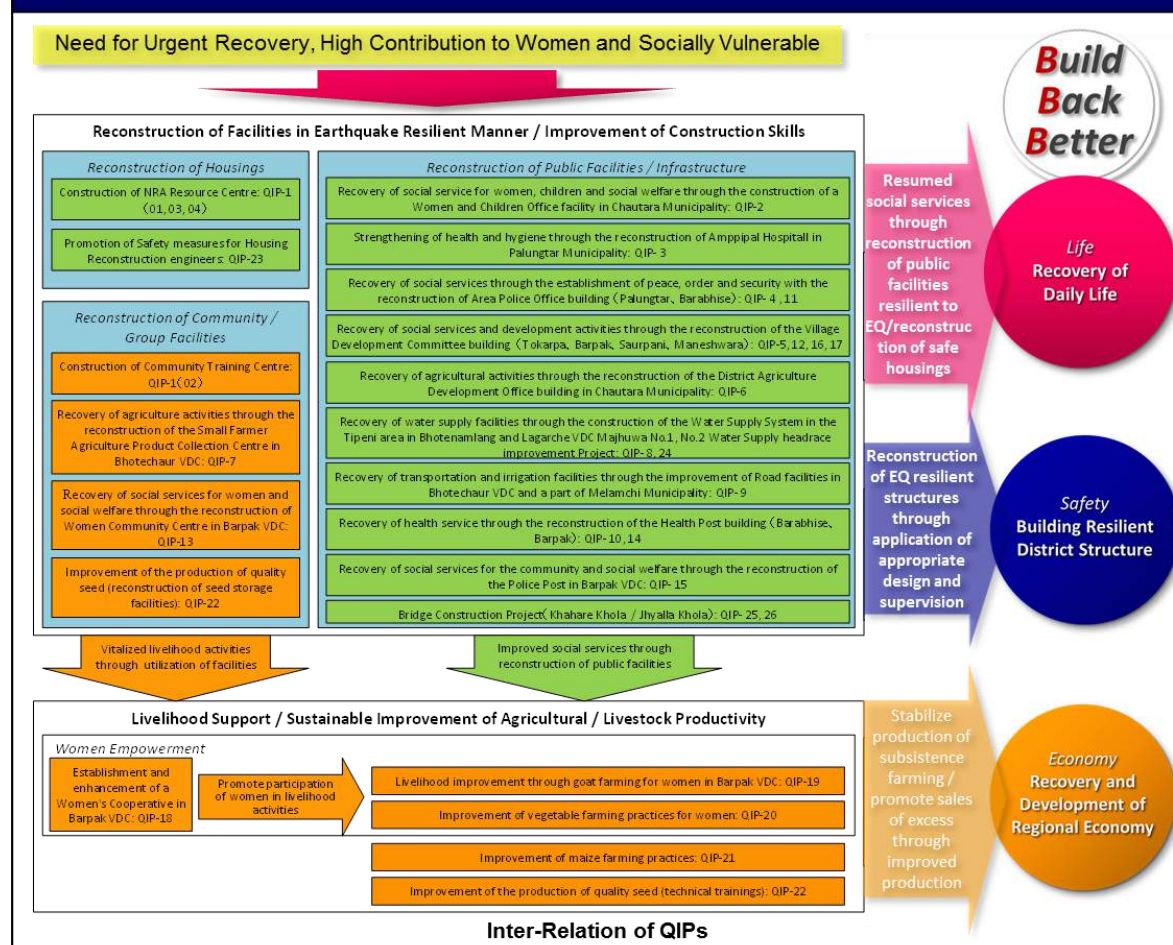 Need for Urgent Recovery, High Contribution to Women and Socially Vulnerable
Build
Back
Better
Reconstruction of Facilities in Earthquake Resilient Manner / Improvement of Construction Skills
Reconstruction of Housings
Construction of NRA Resource Centre: QIP-1
(01, 03, 04)
Promotion of Safety measures for Housing
Reconstruction engineers: QIP-23
Reconstruction of Community /
Group Facilities
Construction of Community Training Centre:
QIP-1(02)
Recovery of agriculture activities through the
reconstruction of the Small Farmer
Agriculture Product Collection Centre in
Bhotechaur VDC: QIP-7
Recovery of social services for women and
social welfare through the reconstruction of
Women Community Centre in Barpak VDC:
QIP-13
Improvement of the production of quality
seed (reconstruction of seed storage
facilities): QIP-22
Reconstruction of Public Facilities / Infrastructure
Recovery of social service for women, children and social welfare through the construction of a
Women and Children Office facility in Chautara Municipality: QIP-2
Strengthening of health and hygiene through the reconstruction of Amppipal Hospitall in
Palungtar Municipality: QIP- 3
Recovery of social services through the establishment of peace, order and security with the
reconstruction of Area Police Office building (Palungtar、Barabhise): QIP- 4 , 11
Recovery of social services and development activities through the reconstruction of the Village
Development Committee building (Tokarpa、Barpak、Saurpani、Maneshwara): QIP-5, 12, 16, 17
Recovery of agricultural activities through the reconstruction of the District Agriculture
Development Office building in Chautara Municipality: QIP-6
Recovery of water supply facilities through the construction of the Water Supply System in the
Tipeni area in Bhotenamlang and Lagarche VDC Majhuwa No.1, No.2 Water Supply headrace
improvement Project: QIP- 8, 24
Recovery of transportation and irrigation facilities through the improvement of Road facilities in
Bhotechaur VDC and a part of Melamchi Municipality: QIP- 9
Recovery of health service through the reconstruction of the Health Post building (Barabhise、
Barpak): QIP- 10, 14
Recovery of social services for the community and social welfare through the reconstruction of
the Police Post in Barpak VDC: QIP- 15
Bridge Construction Project( Khahare Khola / Jhyalla Khola): QIP- 25, 26
Resumed
social services
through
reconstruction
of public
facilities
resilient to
EQ/reconstruc
tion of safe
housings
Life
Recovery of
Daily Life
Reconstruction
of EQ resilient
structures
through
application of
appropriate
design and
supervision
Safety
Building Resilient
District Structure
Vitalized livelihood activities
through utilization of facilities
Improved social services through
reconstruction of public facilities
Livelihood Support / Sustainable Improvement of Agricultural / Livestock Productivity
Women Empowerment
Establishment and
enhancement of a
Women's Cooperative in
Barpak VDC: QIP-18
Promote participation
of women in livelihood
activities
Livelihood improvement through goat farming for women in Barpak VDC: QIP-19
Improvement of vegetable farming practices for women: QIP-20
Improvement of maize farming practices: QIP-21
Improvement of the production of quality seed (technical trainings): QIP-22
Stabilize
production of
subsistence
farming /
promote sales
of excess
through
improved
production
Economy
Recovery and
Development of
Regional Economy
Inter-Relation of QIPs